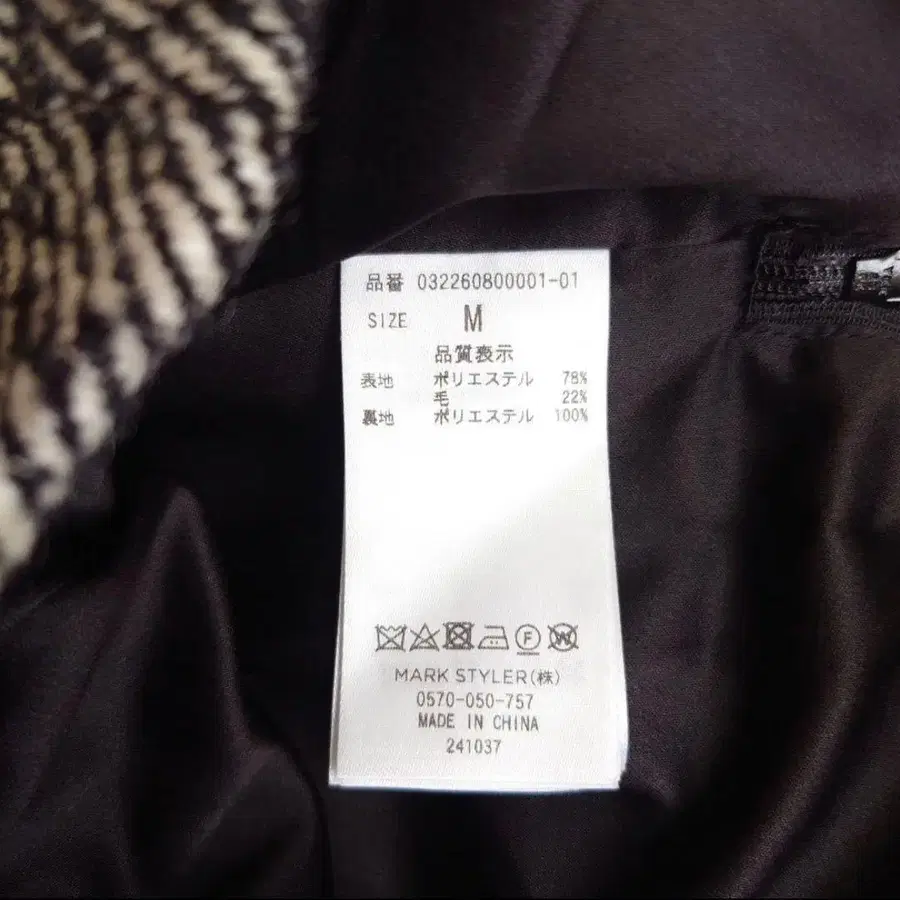 品番 032260800001-01
SIZE M
品質表示
表地 ポリエステル 78%
毛 22%
裏地 ポリエステル 100%
F W
MARK STYLER(株)
0570-050-757
MADE IN CHINA
241037